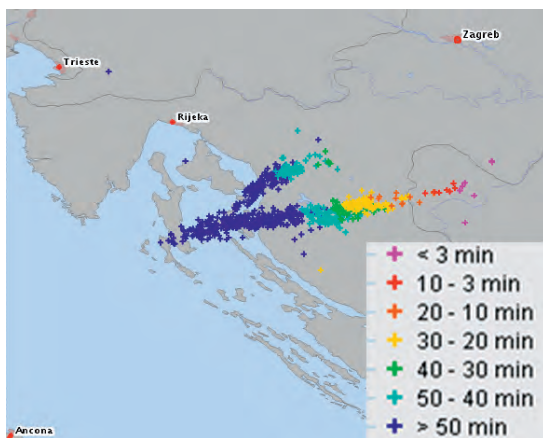 Zagreb
Trieste
Rijeka
< 3 min
10 - 3 min
20 - 10 min
30 - 20 min
40 - 30 min
50 - 40 min
> 50 min
Ancona